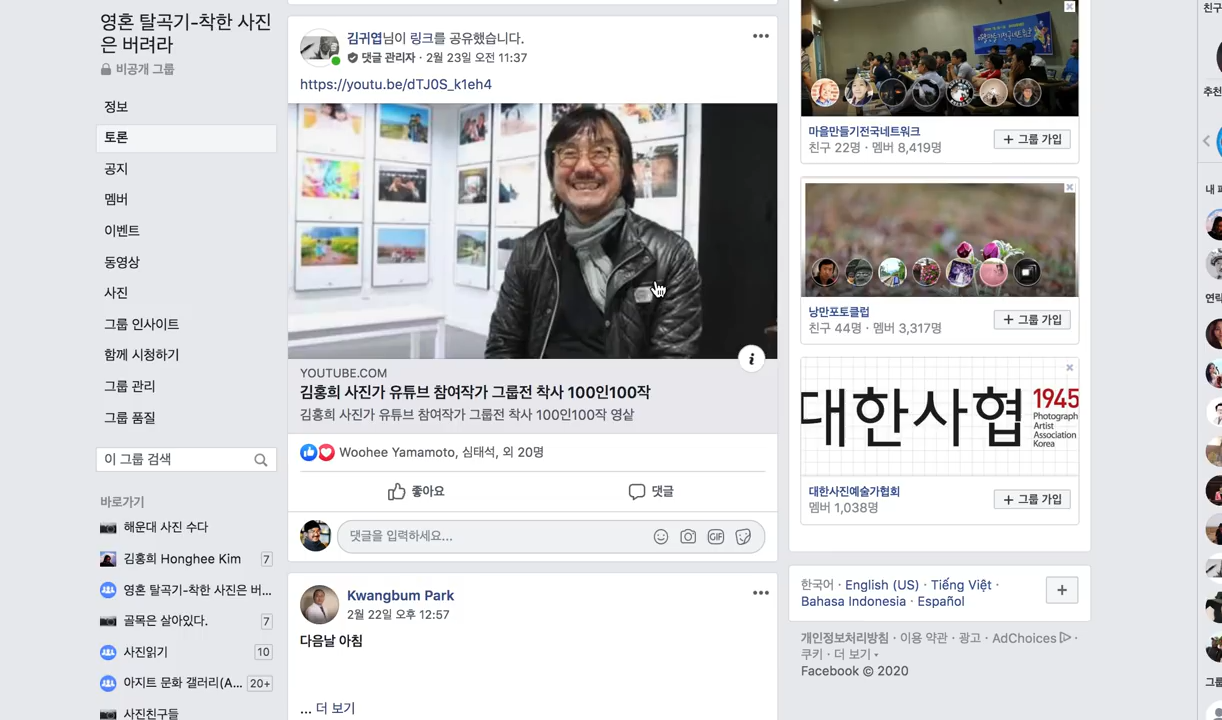 영혼 탈곡기-착한 사진
은 버려라
비공개 그룹
정보
토론
공지
멤버
이벤트
동영상
사진
그룹 인사이트
함께 시청하기
그룹 관리
그룹 품질
이 그룹 검색
바로가기
해운대 사진 수다
김홍희 Honghee Kim 7
영혼 탈곡기-착한 사진은 버...
골목은 살아있다. 7
사진읽기 10
아지트 문화 갤러리(A... 20+
사진친구들
김귀엽님이 링크를 공유했습니다.
댓글 관리자 · 2월 23일 오전 11:37
https://youtu.be/dTJ0S_k1eh4
YOUTUBE.COM
김홍희 사진가 유튜브 참여작가 그룹전 착사 100인100작
김홍희 사진가 유튜브 참여작가 그룹전 착사 100인100작 영샅
Woohee Yamamoto, 심태석, 외 20명
좋아요 댓글
댓글을 입력하세요...
GIF
Kwangbum Park
2월 22일 오후 12:57
다음날 아침
... 더 보기
마을만들기전국네트워크
친구 22명 · 멤버 8,419명
+ 그룹 가입
낭만포토클럽
친구 44명 · 멤버 3,317명
+ 그룹 가입
대한사협
1945
Photograph
Artist
Association
Korea
대한사진예술가협회
멤버 1,038명
+ 그룹 가입
한국어 · English (US) · Tiếng Việt ·
Bahasa Indonesia · Español
개인정보처리방침 · 이용 약관 · 광고 · AdChoices ·
쿠키 · 더 보기
Facebook © 2020
친구
추천
내 페
연락
그룹